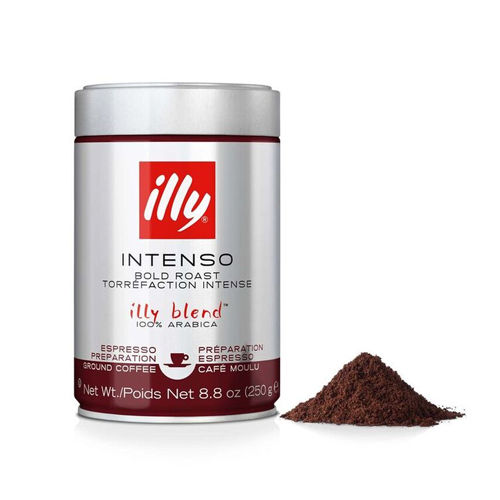 illy®
INTENSO
BOLD ROAST
TORRÉFACTION INTENSE
illy blend™
100% ARABICA
ESPRESSO PREPARATION
GROUND COFFEE
PRÉPARATION ESPRESSO
CAFÉ MOULU
Net Wt./Poids Net 8.8 oz (250 g) e